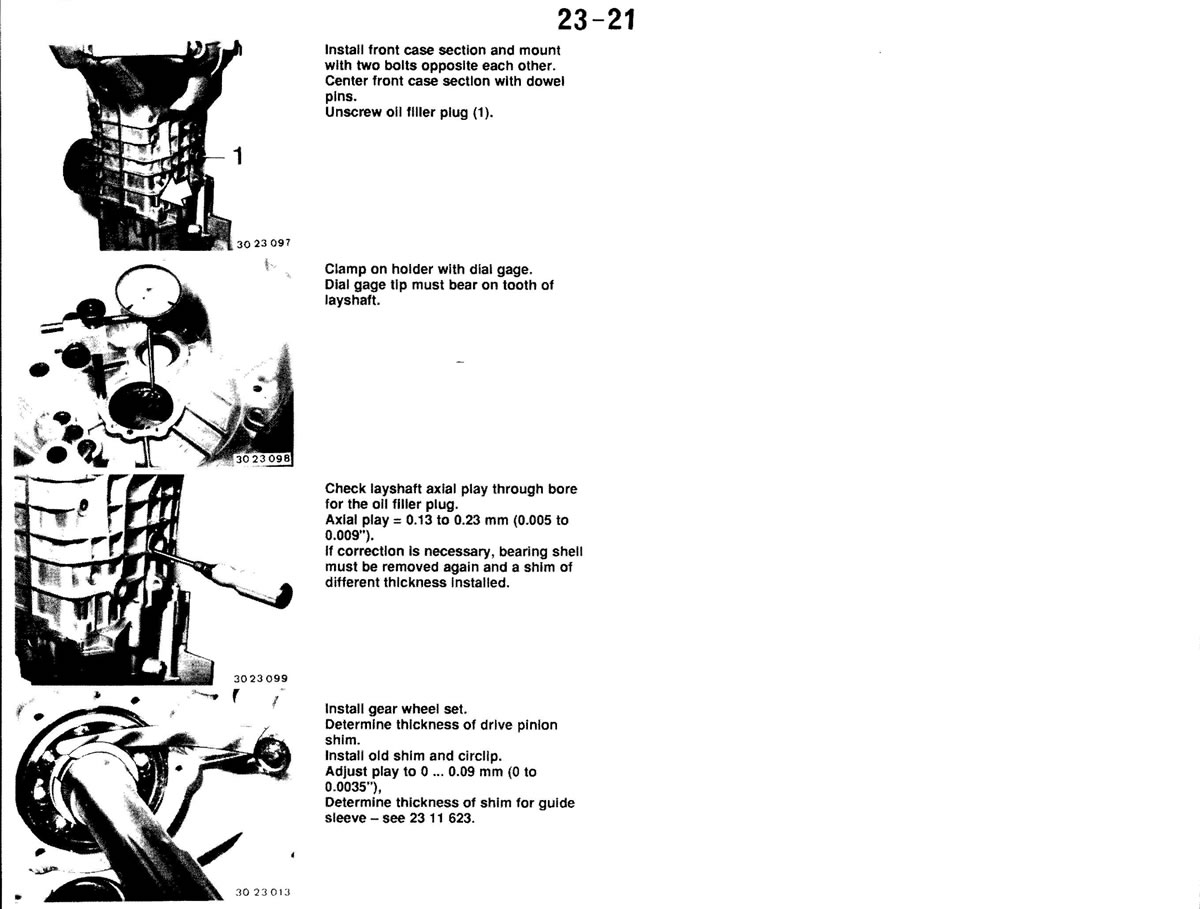 23-21
Install front case section and mount
with two bolts opposite each other.
Center front case section with dowel
pins.
Unscrew oil filler plug (1).
1
30 23 097
Clamp on holder with dial gage.
Dial gage tip must bear on tooth of
layshaft.
30 23 098
Check layshaft axial play through bore
for the oil filler plug.
Axial play = 0.13 to 0.23 mm (0.005 to
0.009").
If correction is necessary, bearing shell
must be removed again and a shim of
different thickness installed.
30 23 099
Install gear wheel set.
Determine thickness of drive pinion
shim.
Install old shim and circlip.
Adjust play to 0 ... 0.09 mm (0 to
0.0035"),
Determine thickness of shim for guide
sleeve – see 23 11 623.
30 23 013